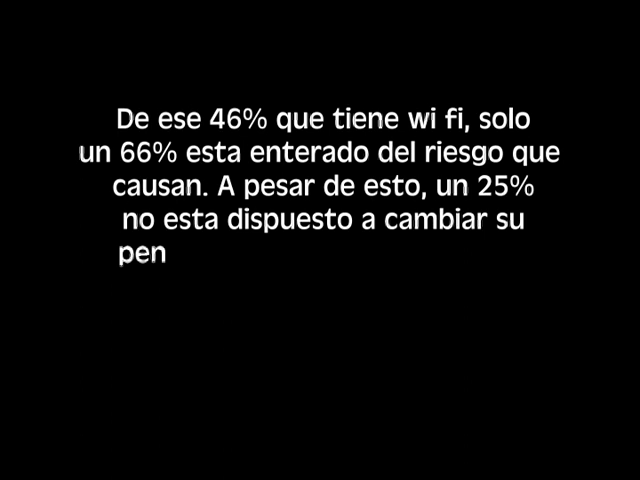 De ese 46% que tiene wi fi, solo
un 66% esta enterado del riesgo que
causan. A pesar de esto, un 25%
no esta dispuesto a cambiar su
pen